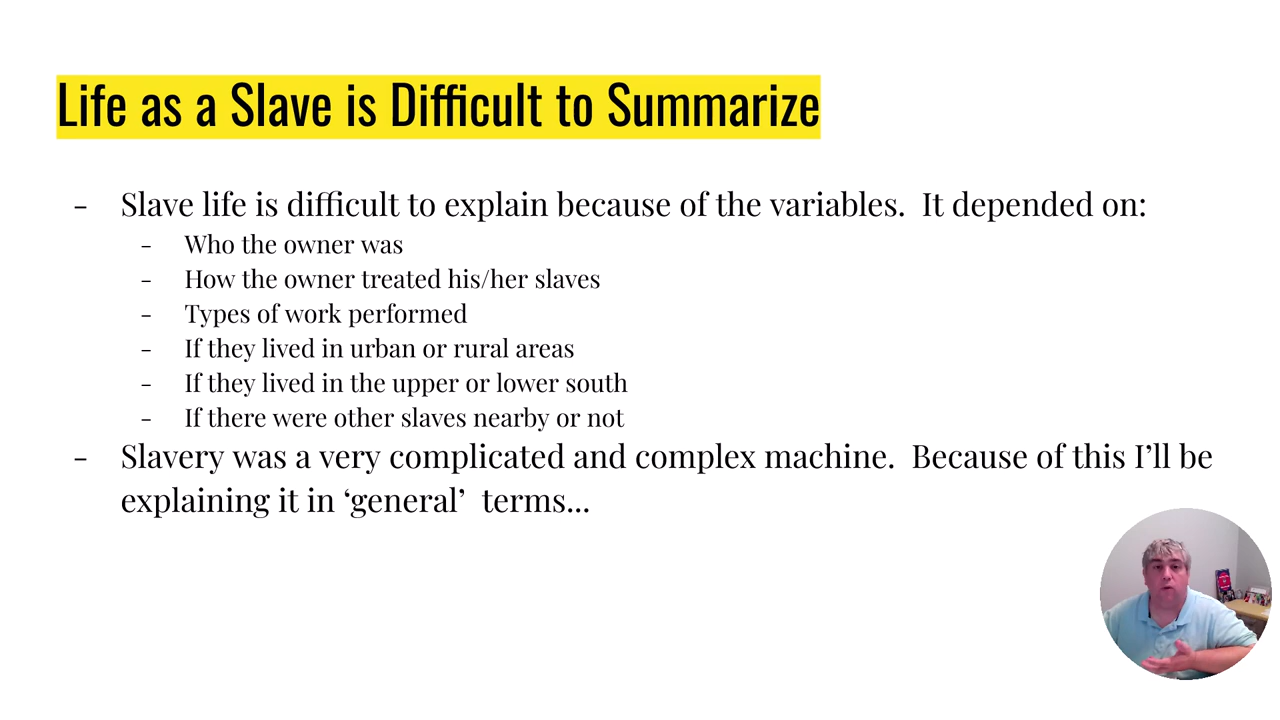 Life as a Slave is Difficult to Summarize
- Slave life is difficult to explain because of the variables.  It depended on:
- Who the owner was
- How the owner treated his/her slaves
- Types of work performed
- If they lived in urban or rural areas
- If they lived in the upper or lower south
- If there were other slaves nearby or not
- Slavery was a very complicated and complex machine.  Because of this I’ll be
explaining it in ‘general’  terms...